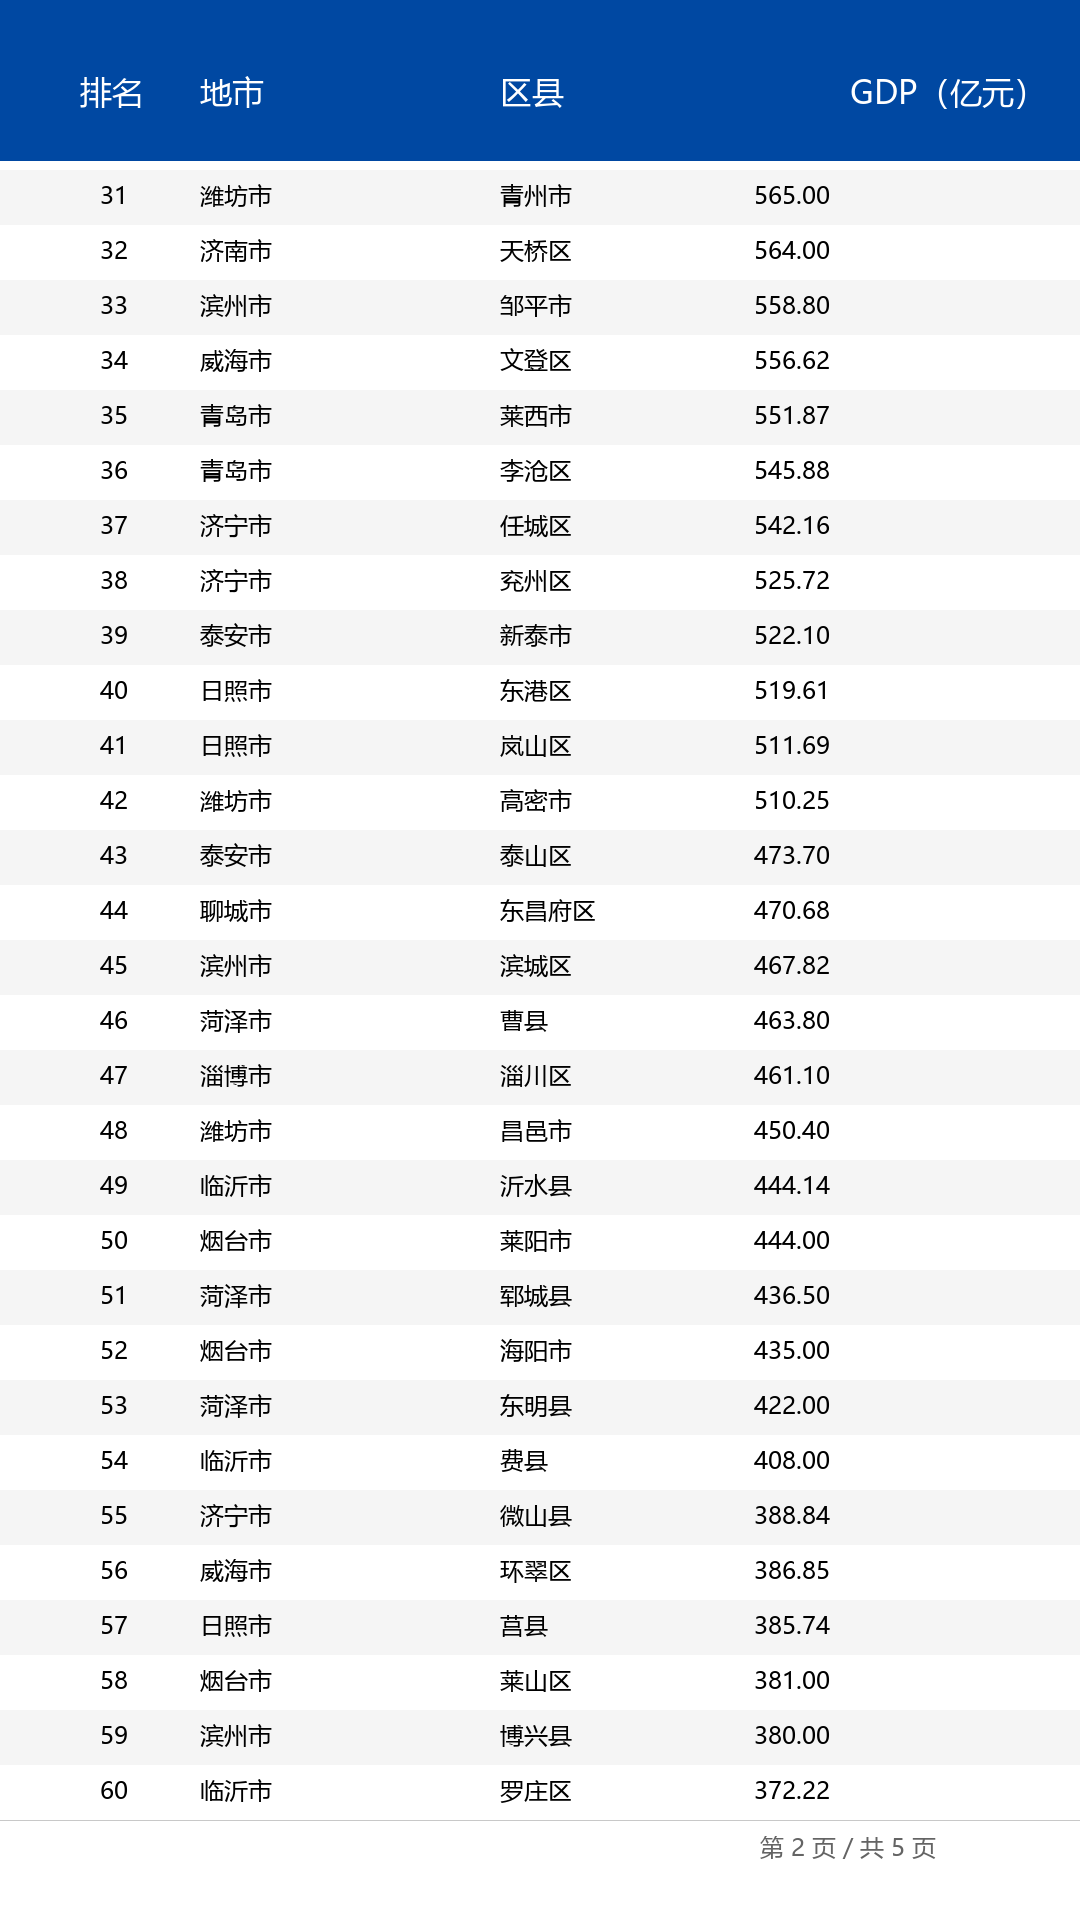 排名 地市 区县 GDP（亿元）
31 潍坊市 青州市 565.00
32 济南市 天桥区 564.00
33 滨州市 邹平市 558.80
34 威海市 文登区 556.62
35 青岛市 莱西市 551.87
36 青岛市 李沧区 545.88
37 济宁市 任城区 542.16
38 济宁市 兖州区 525.72
39 泰安市 新泰市 522.10
40 日照市 东港区 519.61
41 日照市 岚山区 511.69
42 潍坊市 高密市 510.25
43 泰安市 泰山区 473.70
44 聊城市 东昌府区 470.68
45 滨州市 滨城区 467.82
46 菏泽市 曹县 463.80
47 淄博市 淄川区 461.10
48 潍坊市 昌邑市 450.40
49 临沂市 沂水县 444.14
50 烟台市 莱阳市 444.00
51 菏泽市 郓城县 436.50
52 烟台市 海阳市 435.00
53 菏泽市 东明县 422.00
54 临沂市 费县 408.00
55 济宁市 微山县 388.84
56 威海市 环翠区 386.85
57 日照市 莒县 385.74
58 烟台市 莱山区 381.00
59 滨州市 博兴县 380.00
60 临沂市 罗庄区 372.22
第 2 页 / 共 5 页